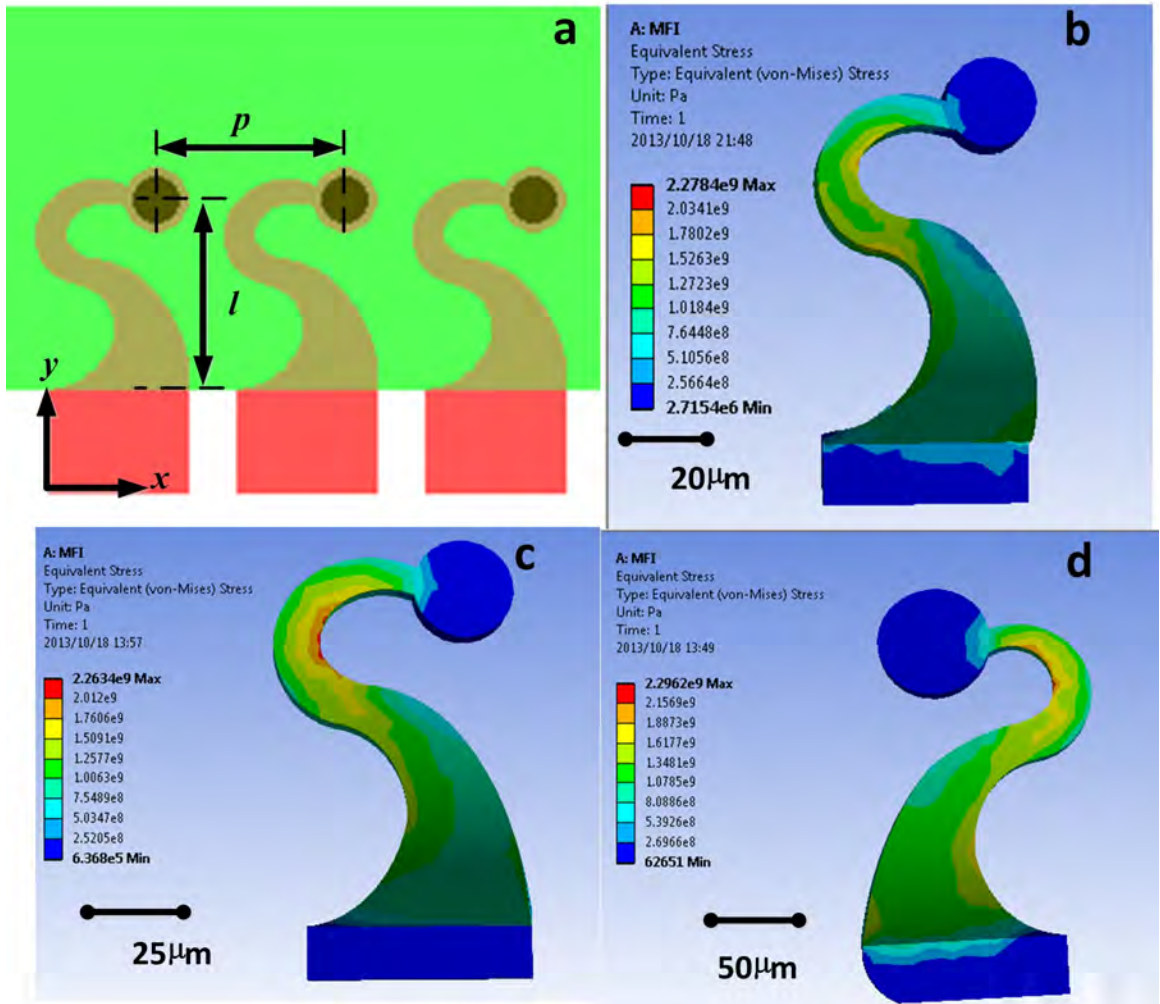 a
p
l
y
x
b
A: MFI
Equivalent Stress
Type: Equivalent (von-Mises) Stress
Unit: Pa
Time: 1
2013/10/18 21:48
2.2784e9 Max
2.0341e9
1.7802e9
1.5263e9
1.2723e9
1.0184e9
7.6448e8
5.1056e8
2.5664e8
2.7154e6 Min
20μm
c
A: MFI
Equivalent Stress
Type: Equivalent (von-Mises) Stress
Unit: Pa
Time: 1
2013/10/18 13:57
2.2634e9 Max
2.012e9
1.7606e9
1.5091e9
1.2577e9
1.0063e9
7.5489e8
5.0347e8
2.5205e8
6.368e5 Min
25μm
d
A: MFI
Equivalent Stress
Type: Equivalent (von-Mises) Stress
Unit: Pa
Time: 1
2013/10/18 13:49
2.2962e9 Max
2.1569e9
1.8873e9
1.6177e9
1.3481e9
1.0785e9
8.0886e8
5.3926e8
2.6966e8
62651 Min
50μm